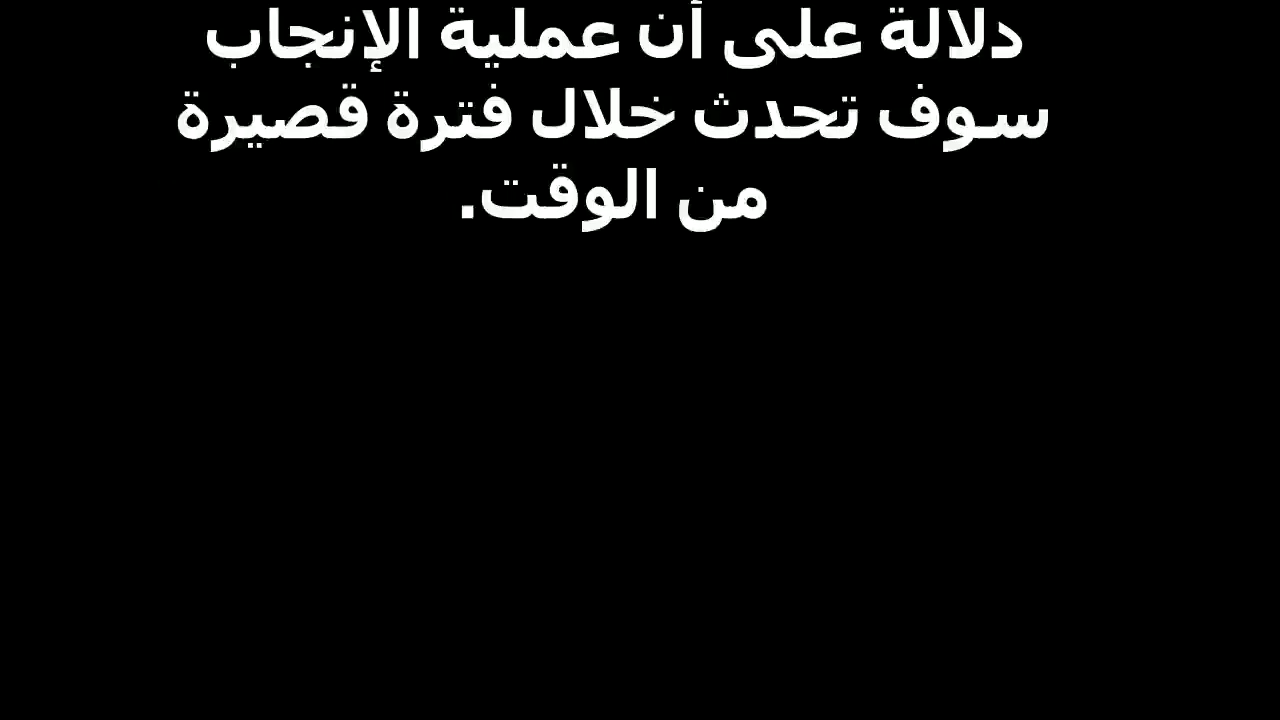 دلالة على أن عملية الإنجاب
سوف تحدث خلال فترة قصيرة
من الوقت.